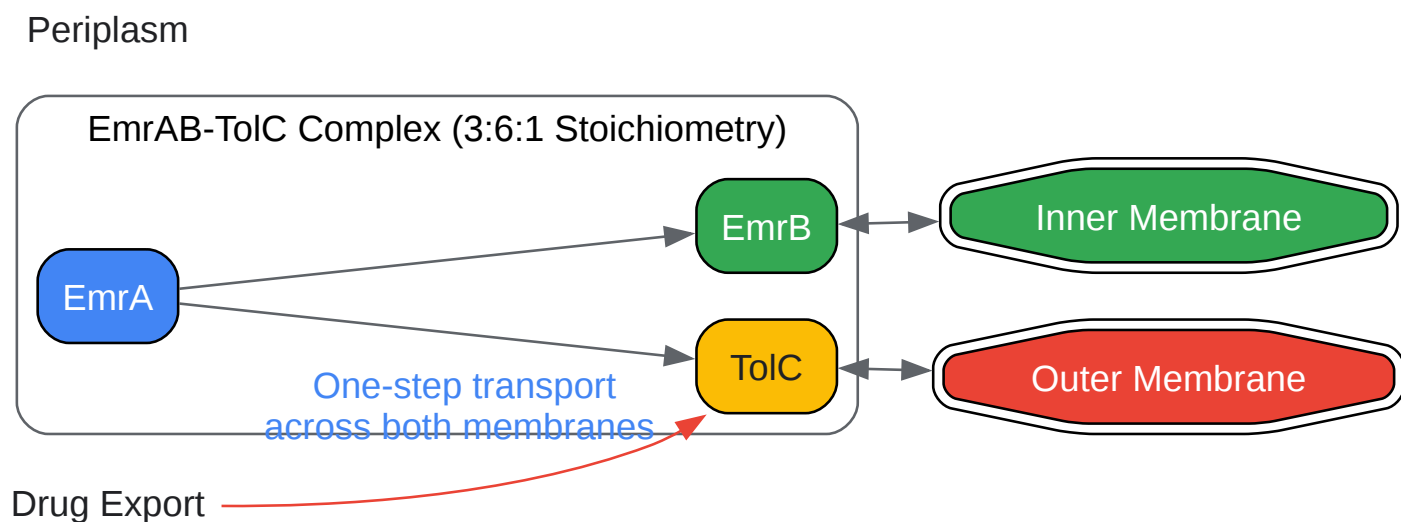 Periplasm
EmrAB-TolC Complex (3:6:1 Stoichiometry)
EmrB
Inner Membrane
EmrA
TolC
Outer Membrane
One-step transport
across both membranes
Drug Export